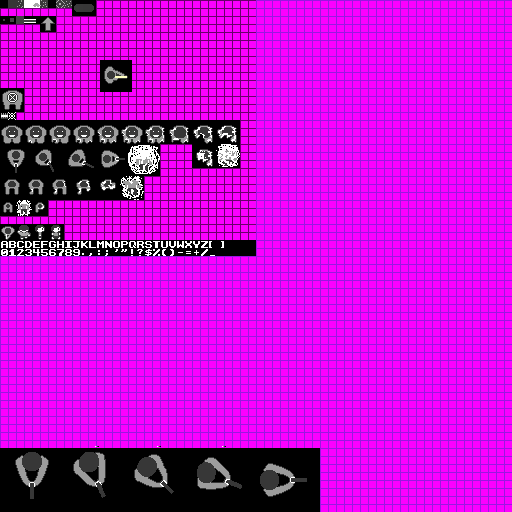 ABCDEFGHIJKLMNOPQRSTUVWXYZ[ ]
0123456789.,:; '"!?$%()-=+/_